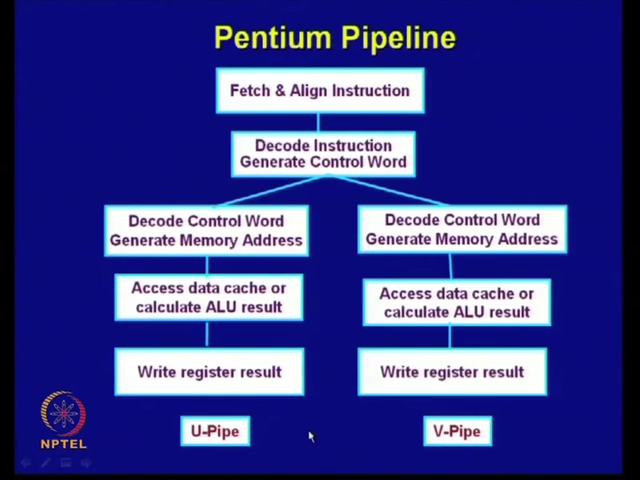 Pentium Pipeline
Fetch & Align Instruction
Decode Instruction
Generate Control Word
Decode Control Word
Generate Memory Address
Access data cache or
calculate ALU result
Write register result
U-Pipe
Decode Control Word
Generate Memory Address
Access data cache or
calculate ALU result
Write register result
V-Pipe
NPTEL